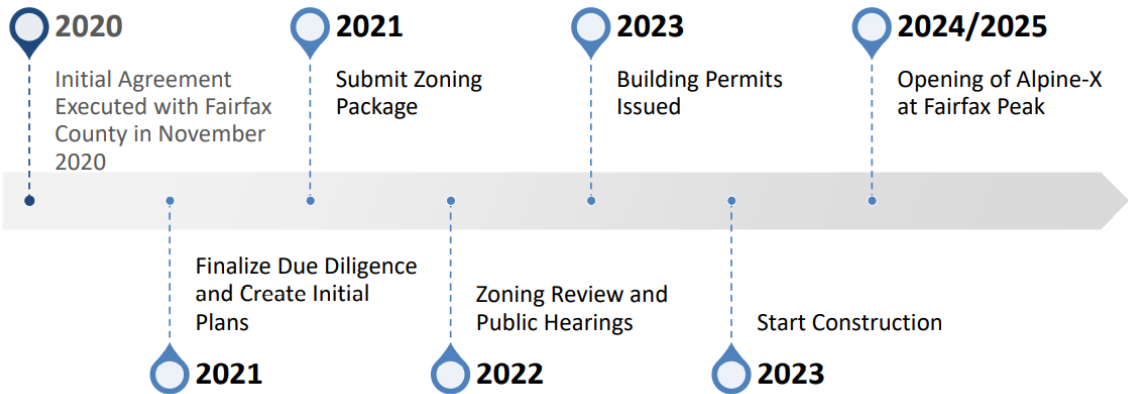 2020
Initial Agreement
Executed with Fairfax
County in November
2020
2021
Submit Zoning
Package
2023
Building Permits
Issued
2024/2025
Opening of Alpine-X
at Fairfax Peak
Finalize Due Diligence
and Create Initial
Plans
2021
Zoning Review and
Public Hearings
2022
Start Construction
2023